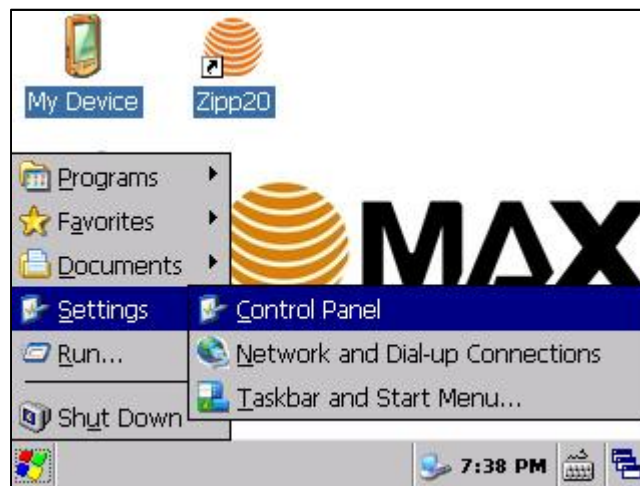 My Device
Zipp20
Programs
Favorites
Documents
Settings
Run...
Shut Down
MAX
Control Panel
Network and Dial-up Connections
Taskbar and Start Menu...
7:38 PM